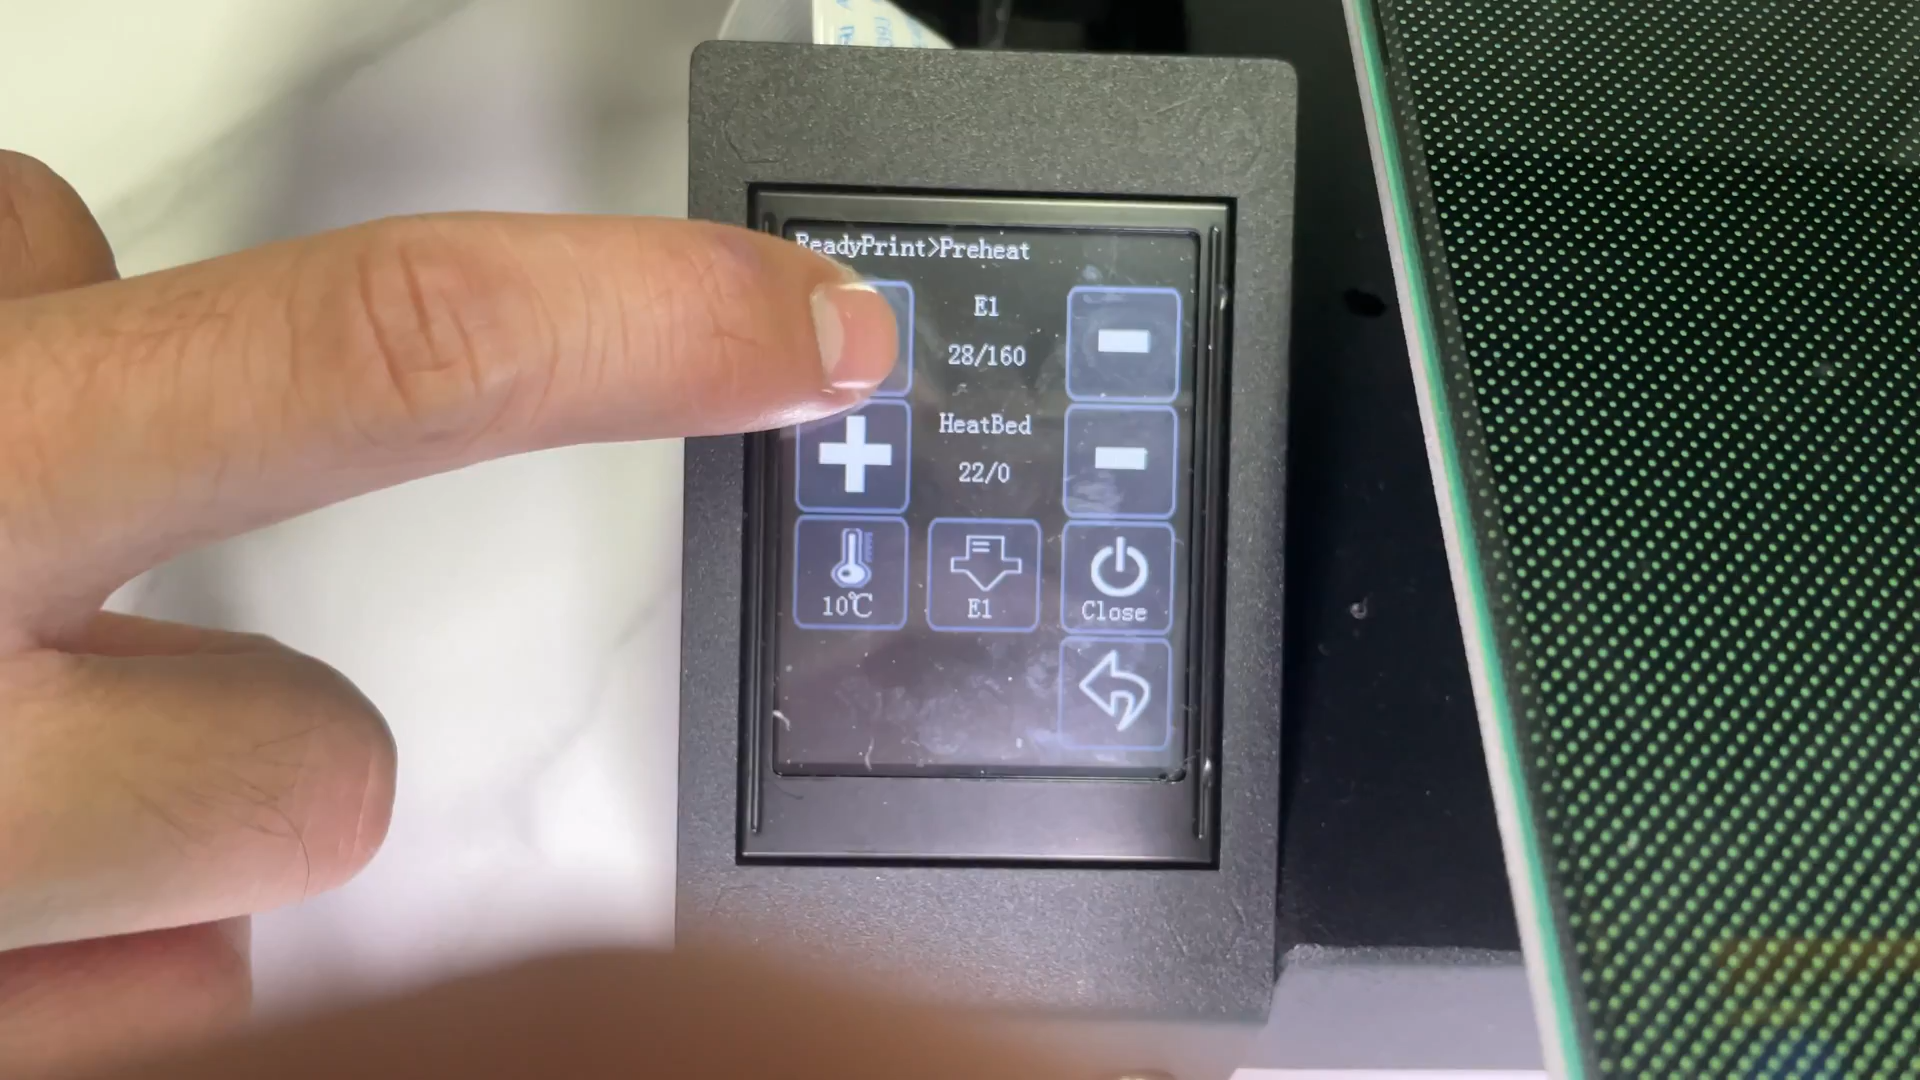 ReadyPrint>Preheat
E1
28/160
HeatBed
22/0
10℃
E1
Close